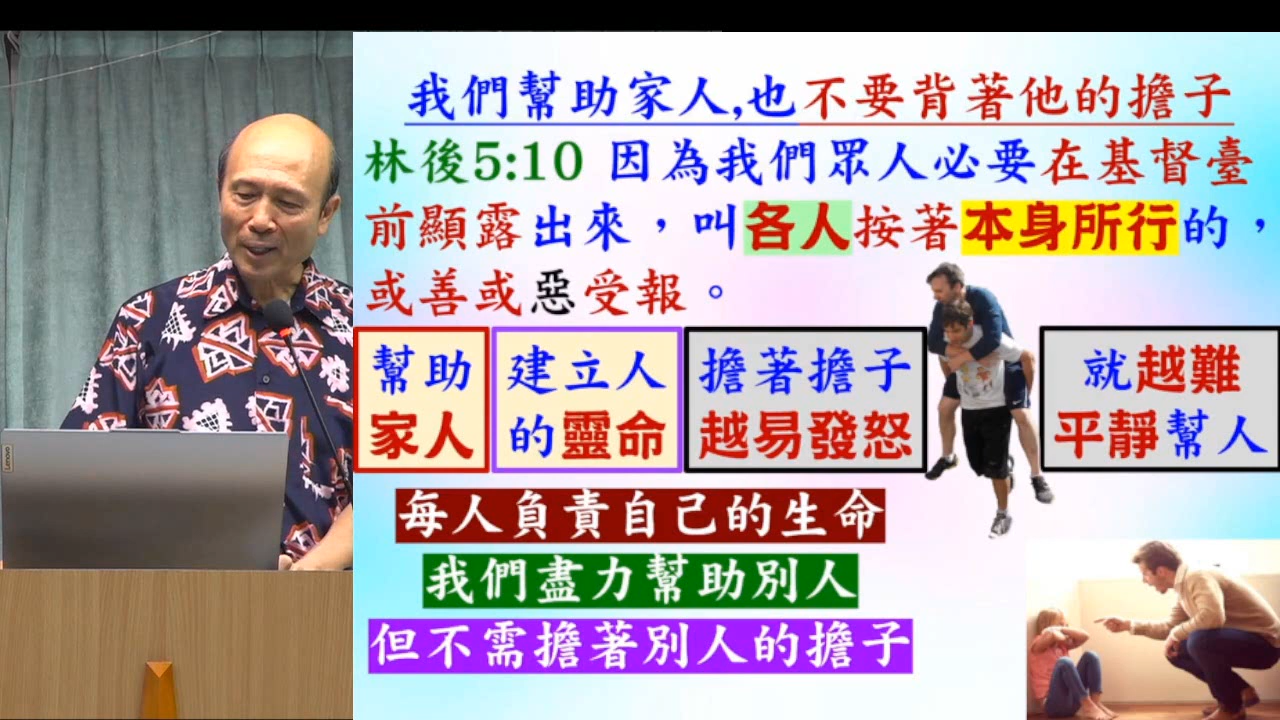 我們幫助家人,也不要背著他的擔子
林後5:10 因為我們眾人必要在基督臺
前顯露出來，叫各人按著本身所行的，
或善或惡受報。
幫助
家人
建立人
的靈命
擔著擔子
越易發怒
就越難
平靜幫人
每人負責自己的生命
我們盡力幫助別人
但不需擔著別人的擔子
Lenovo